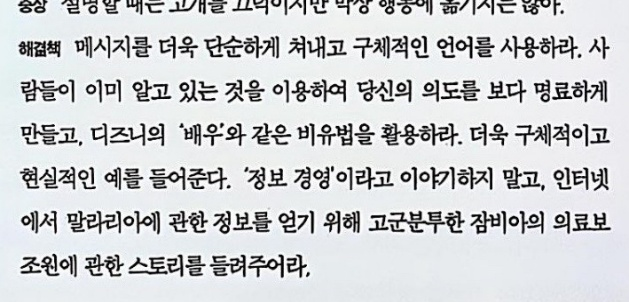 증상 설명할 때는 고개를 끄덕이지만 막상 행동에 옮기지는 않아.
해결책 메시지를 더욱 단순하게 쳐내고 구체적인 언어를 사용하라. 사
람들이 이미 알고 있는 것을 이용하여 당신의 의도를 보다 명료하게
만들고, 디즈니의 ‘배우’와 같은 비유법을 활용하라. 더욱 구체적이고
현실적인 예를 들어준다. ‘정보 경영’이라고 이야기하지 말고, 인터넷
에서 말라리아에 관한 정보를 얻기 위해 고군분투한 잠비아의 의료보
조원에 관한 스토리를 들려주어라.